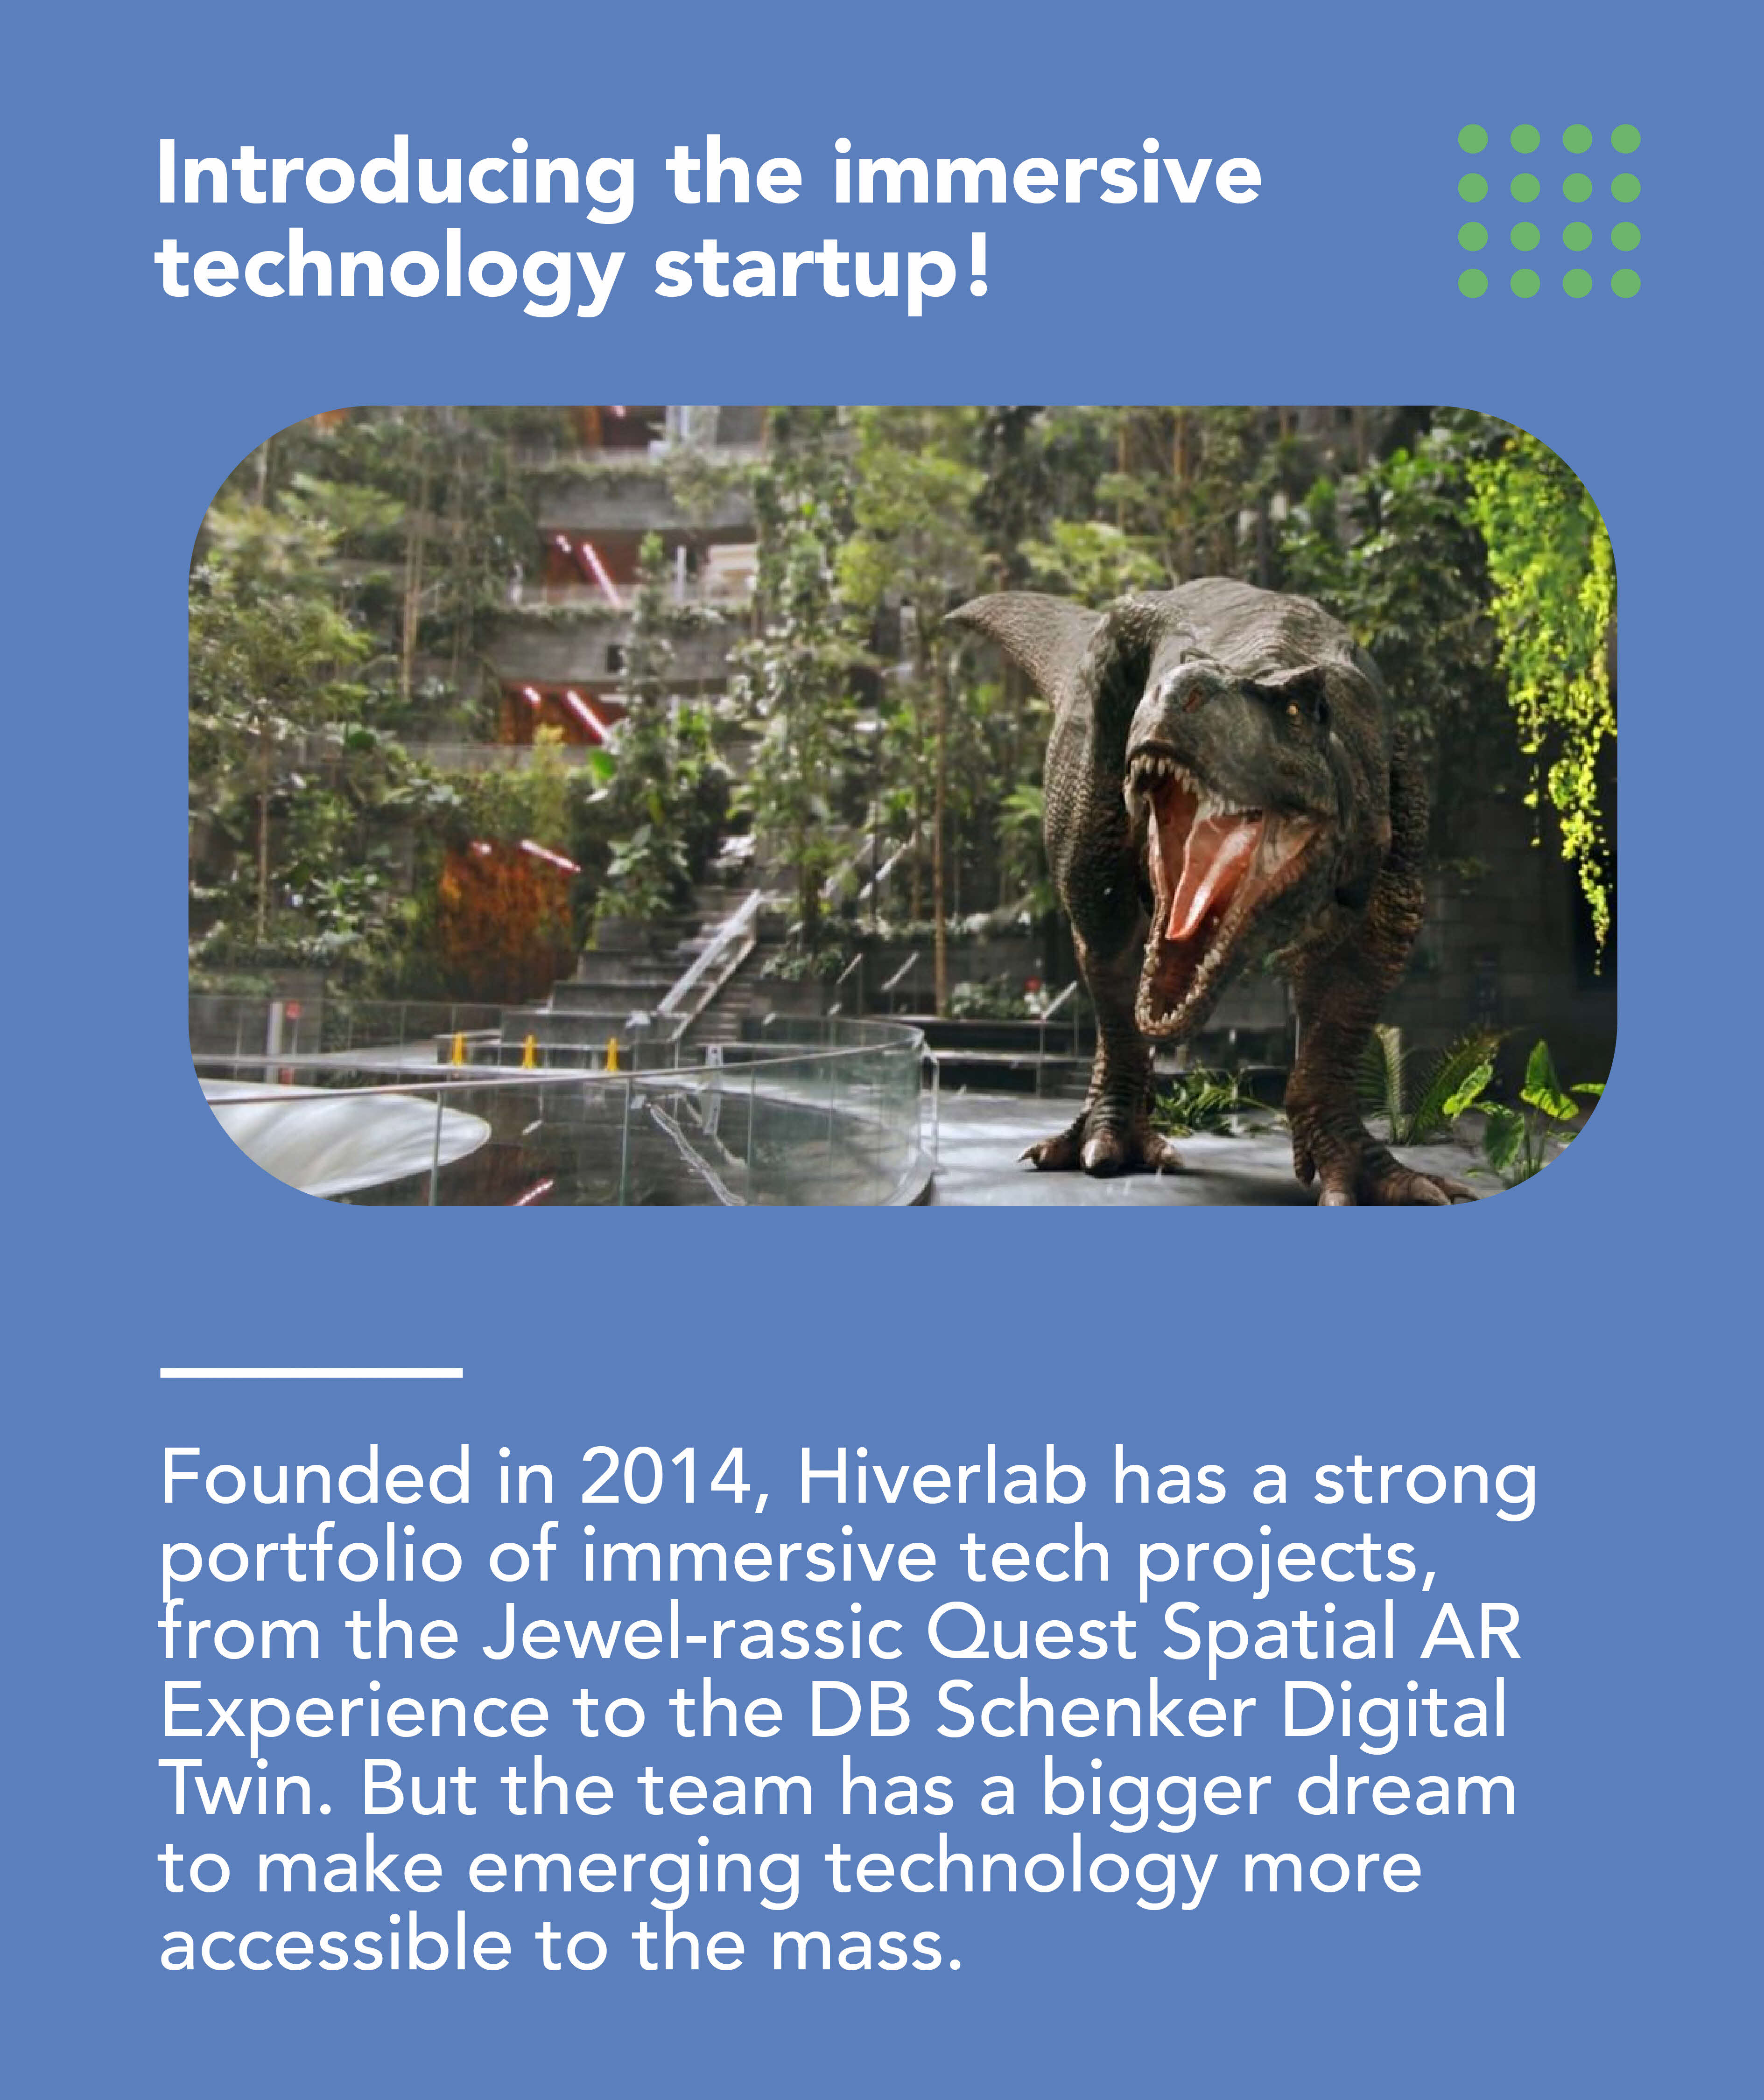 Introducing the immersive
technology startup!
Founded in 2014, Hiverlab has a strong
portfolio of immersive tech projects,
from the Jewel-rassic Quest Spatial AR
Experience to the DB Schenker Digital
Twin. But the team has a bigger dream
to make emerging technology more
accessible to the mass.